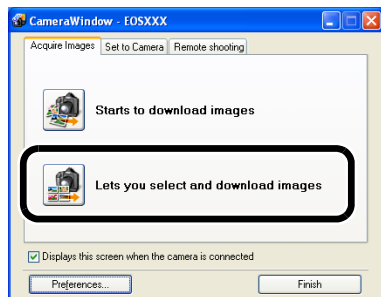 CameraWindow - EOSXXX
Acquire Images Set to Camera Remote shooting
Starts to download images
Lets you select and download images
Displays this screen when the camera is connected
Preferences... Finish